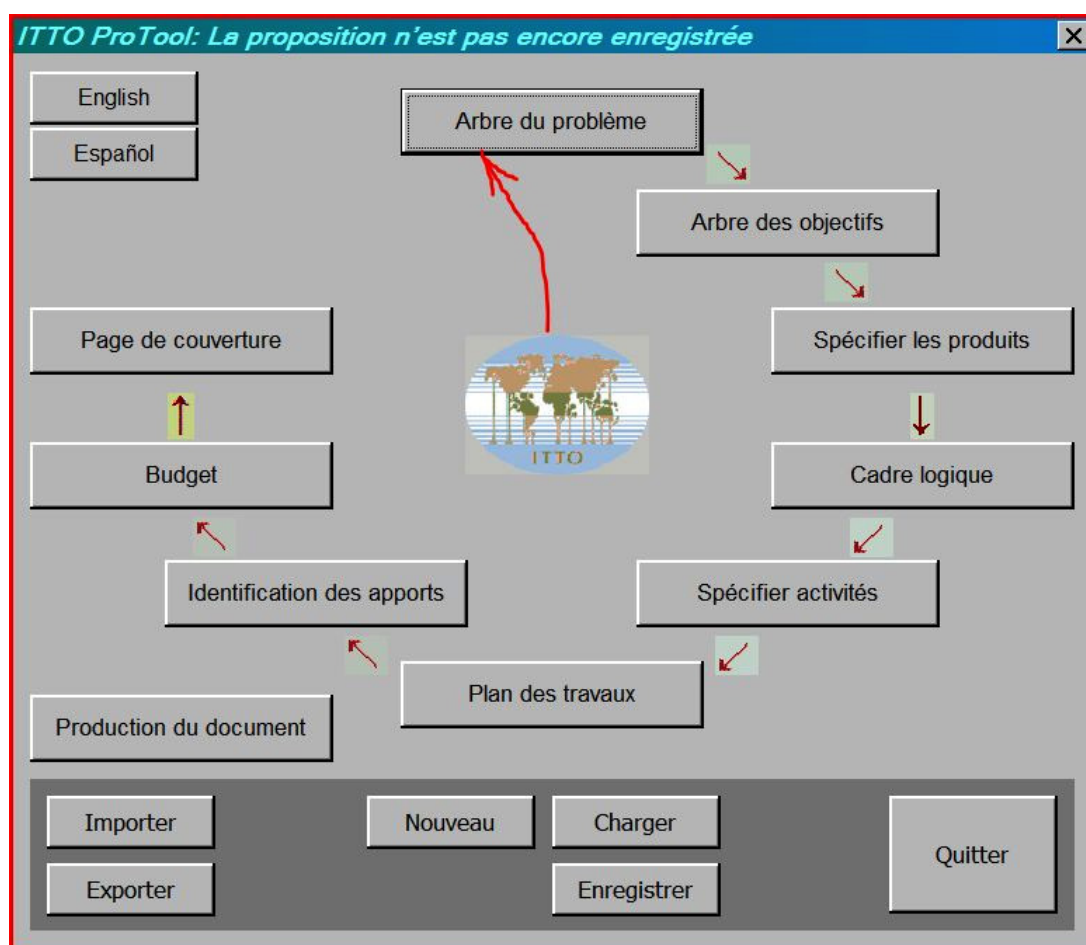 ITTO ProTool: La proposition n'est pas encore enregistrée
English
Español
Arbre du problème
Arbre des objectifs
Page de couverture
Spécifier les produits
ITTO
Budget
Cadre logique
Identification des apports
Spécifier activités
Plan des travaux
Production du document
Importer
Nouveau
Charger
Quitter
Exporter
Enregistrer